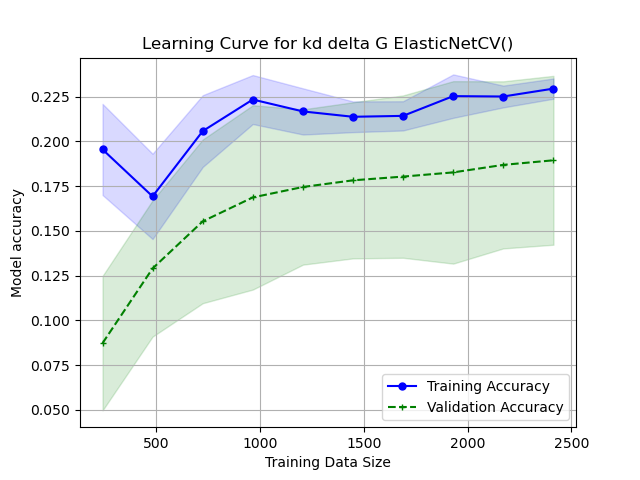 Learning Curve for kd delta G ElasticNetCV()
Model accuracy
0.225
0.200
0.175
0.150
0.125
0.100
0.075
0.050
Training Accuracy
Validation Accuracy
500
1000
1500
2000
2500
Training Data Size